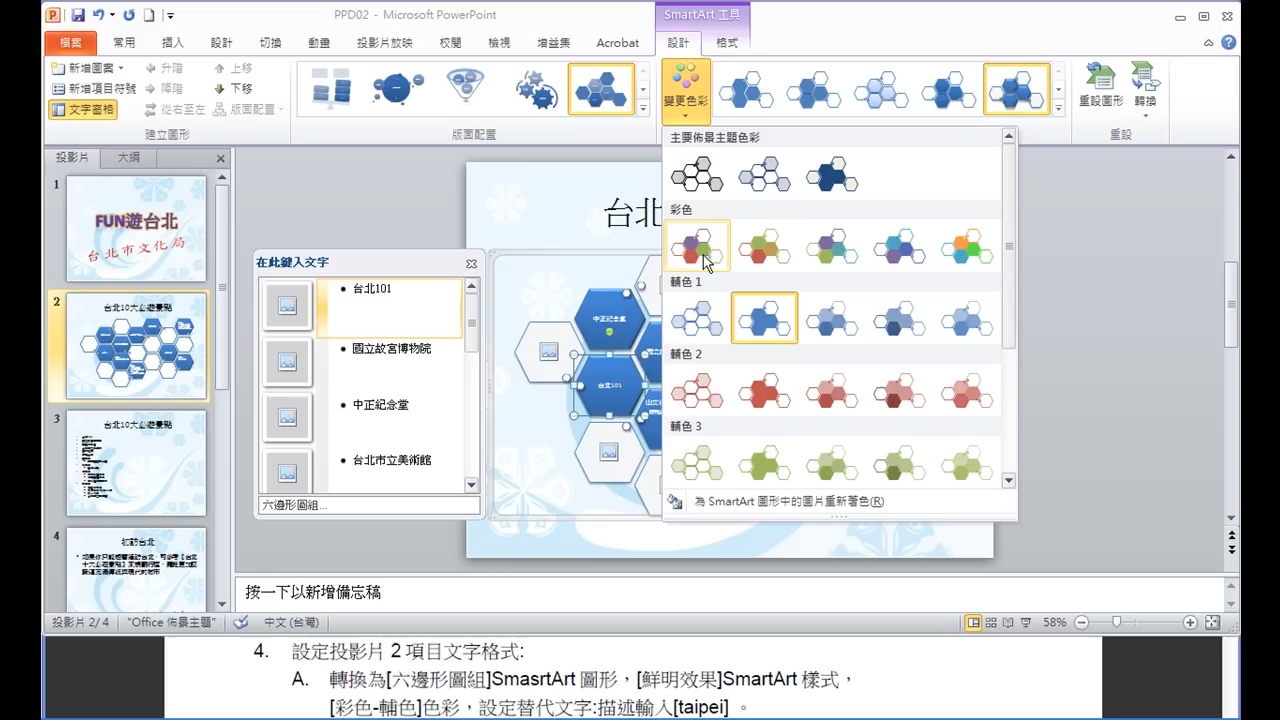 PPD02 - Microsoft PowerPoint
SmartArt 工具
檔案 常用 插入 設計 切換 動畫 投影片放映 校閱 檢視 增益集 Acrobat 設計 格式
新增圖案 升階 上移
新增項目符號 降階 下移
文字窗格 從右至左 版面配置
變更色彩
重設圖形 轉換
建立圖形 版面配置 重設
投影片 大綱
主要佈景主題色彩
彩色
輔色 1
輔色 2
輔色 3
為 SmartArt 圖形中的圖片重新著色(R)
1
FUN遊台北
台北市文化局
2
台北10大必遊景點
3
台北10大必遊景點
4
初訪台北
台北
在此鍵入文字
• 台北101
• 國立故宮博物院
• 中正紀念堂
• 台北市立美術館
六邊形圖組...
中正紀念堂
台北101
按一下以新增備忘稿
投影片 2/4 "Office 佈景主題" 中文 (台灣) 58%
4. 設定投影片 2 項目文字格式:
A. 轉換為[六邊形圖組]SmasrtArt 圖形，[鮮明效果]SmartArt 樣式，
[彩色-輔色]色彩，設定替代文字:描述輸入[taipei] 。